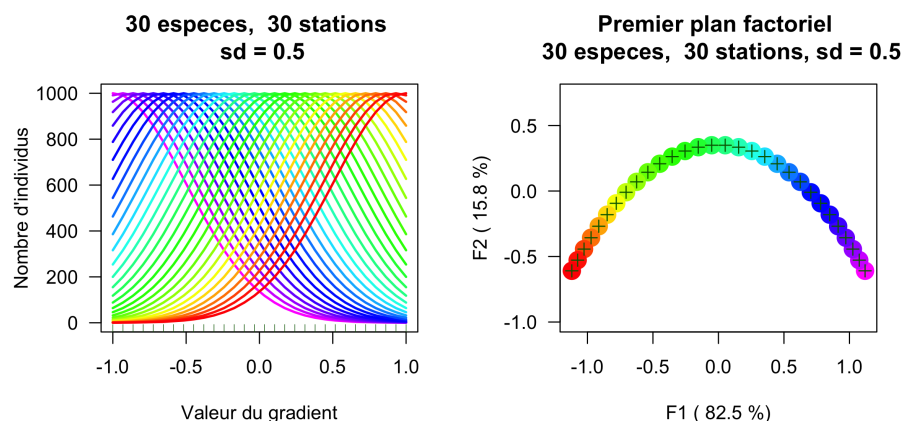 30 especes,  30 stations
sd = 0.5
Nombre d'individus
1000
800
600
400
200
0
-1.0
-0.5
0.0
0.5
1.0
Valeur du gradient
Premier plan factoriel
30 especes,  30 stations, sd = 0.5
F2 ( 15.8 %)
0.5
0.0
-0.5
-1.0
-1.0
-0.5
0.0
0.5
1.0
F1 ( 82.5 %)